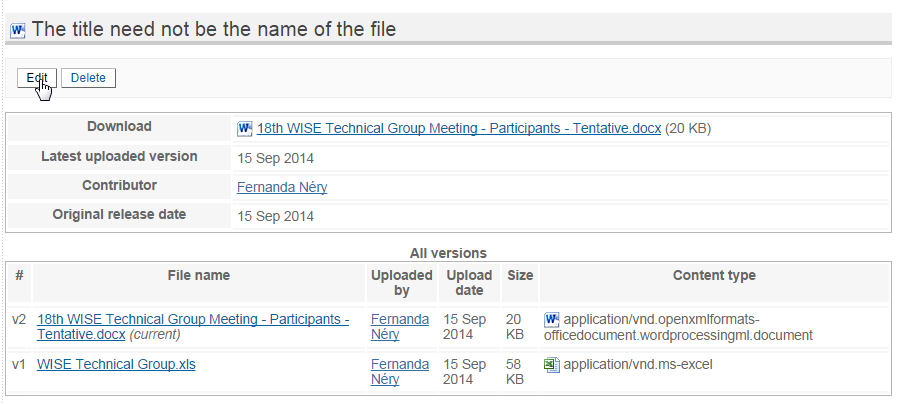 The title need not be the name of the file
Edit Delete
Download 18th WISE Technical Group Meeting - Participants - Tentative.docx (20 KB)
Latest uploaded version 15 Sep 2014
Contributor Fernanda Néry
Original release date 15 Sep 2014
All versions
# File name Uploaded by Upload date Size Content type
v2 18th WISE Technical Group Meeting - Participants - Tentative.docx (current) Fernanda Néry 15 Sep 2014 20 KB application/vnd.openxmlformats-officedocument.wordprocessingml.document
v1 WISE Technical Group.xls Fernanda Néry 15 Sep 2014 58 KB application/vnd.ms-excel